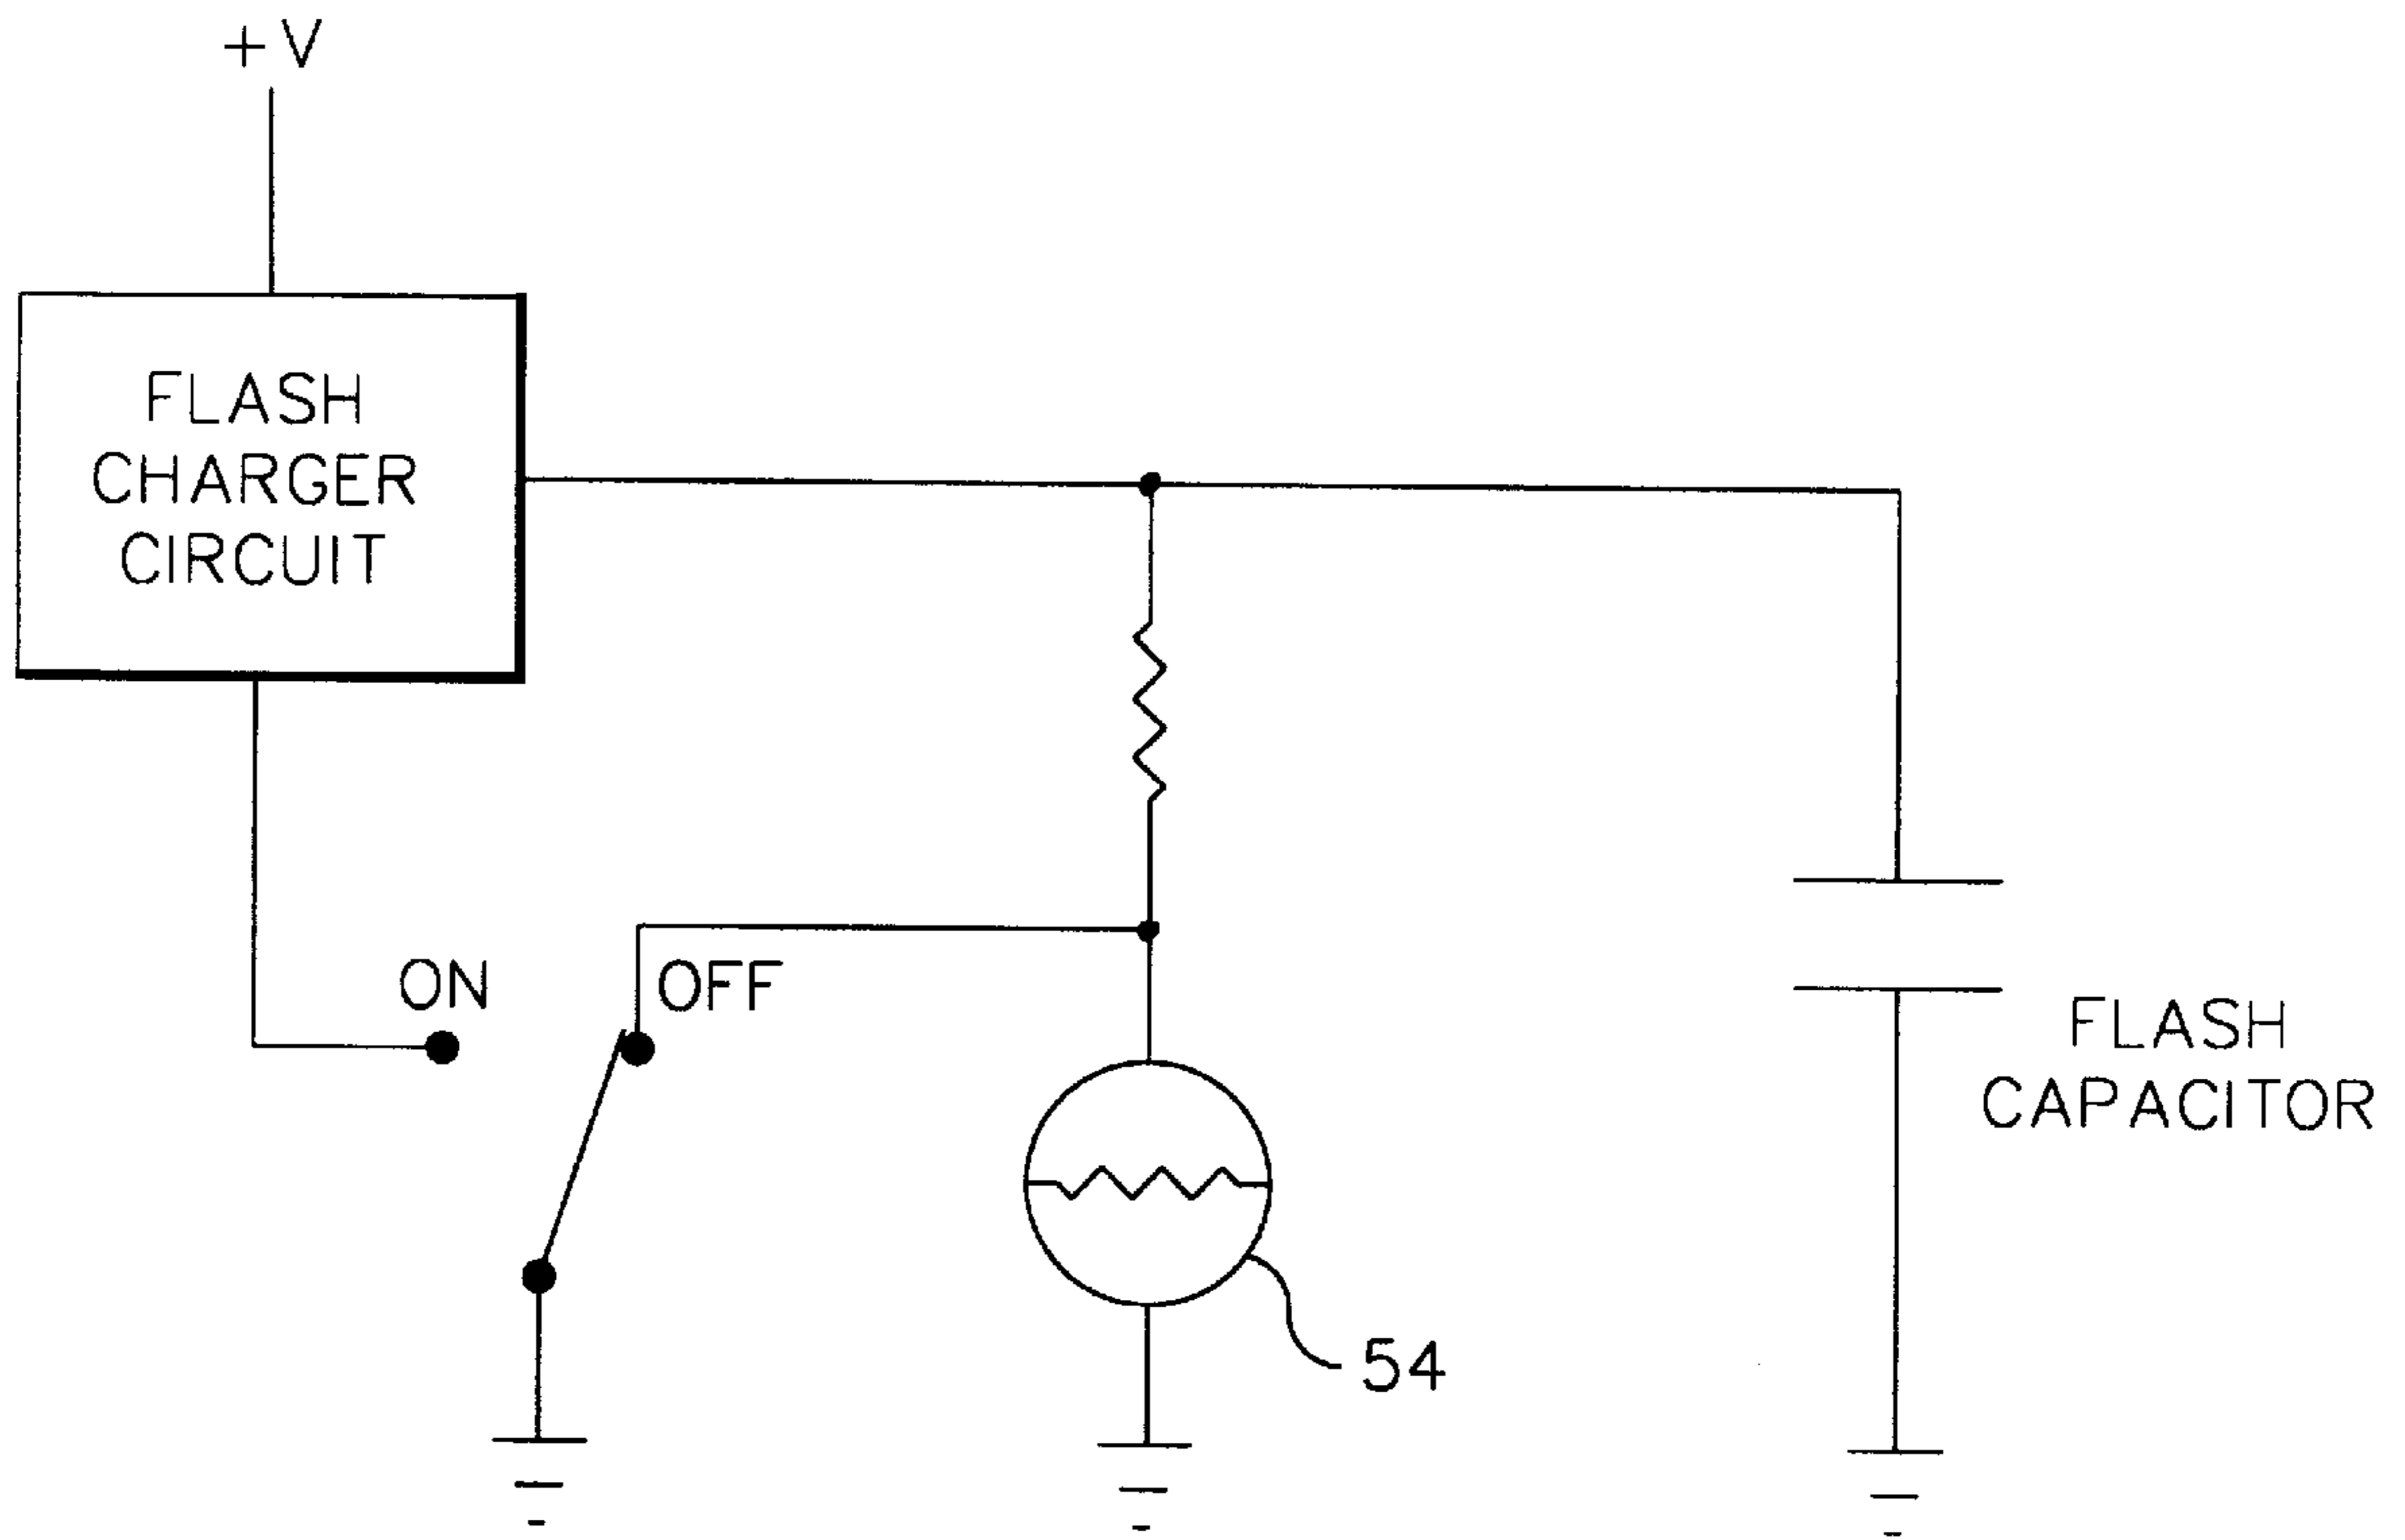 +V
FLASH
CHARGER
CIRCUIT
ON
OFF
FLASH
CAPACITOR
54